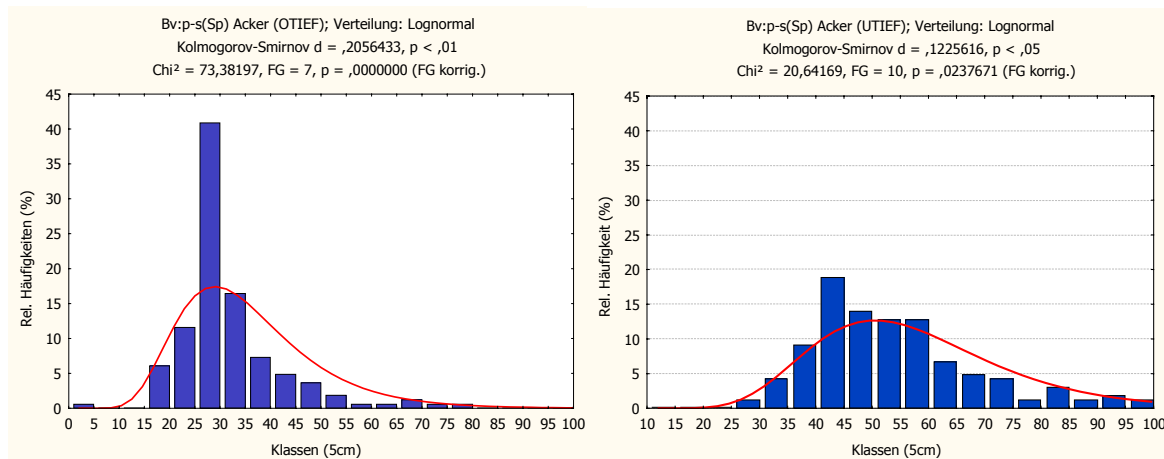 Bv:p-s(Sp) Acker (OTIEF); Verteilung: Lognormal
Kolmogorov-Smirnov d = ,2056433, p < ,01
Chi² = 73,38197, FG = 7, p = ,0000000 (FG korrig.)
45
40
35
30
25
20
15
10
5
0
Rel. Häufigkeiten (%)
0 5 10 15 20 25 30 35 40 45 50 55 60 65 70 75 80 85 90 95 100
Klassen (5cm)
Bv:p-s(Sp) Acker (UTIEF); Verteilung: Lognormal
Kolmogorov-Smirnov d = ,1225616, p < ,05
Chi² = 20,64169, FG = 10, p = ,0237671 (FG korrig.)
45
40
35
30
25
20
15
10
5
0
Rel. Häufigkeit (%)
10 15 20 25 30 35 40 45 50 55 60 65 70 75 80 85 90 95 100
Klassen (5cm)